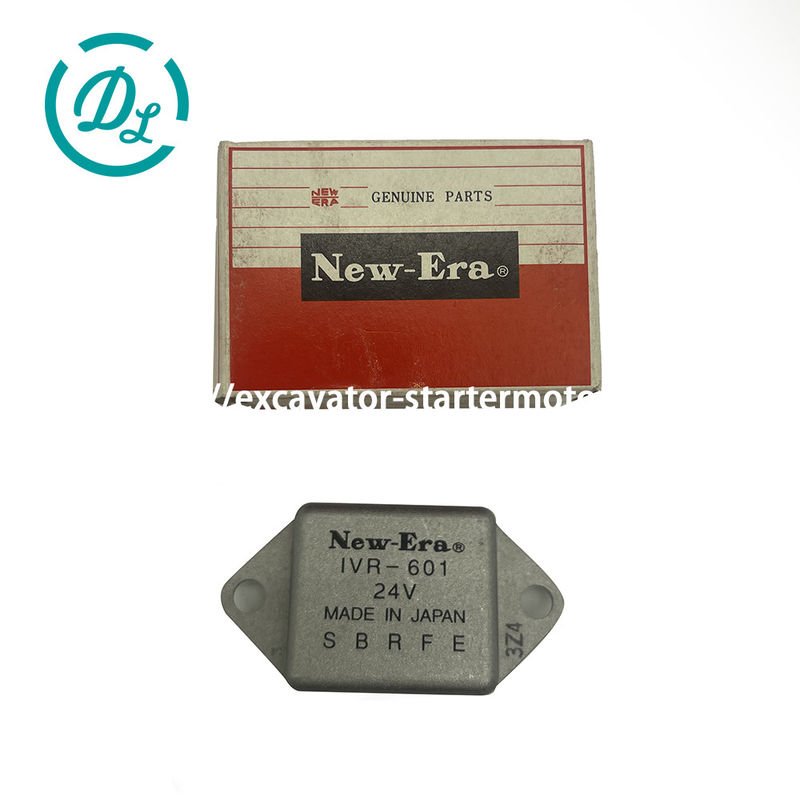 DL
NEW
ERA
GENUINE PARTS
New-Era®
//excavator-startermot
New-Era®
IVR-601
24V
MADE IN JAPAN
S B R F E
3Z4